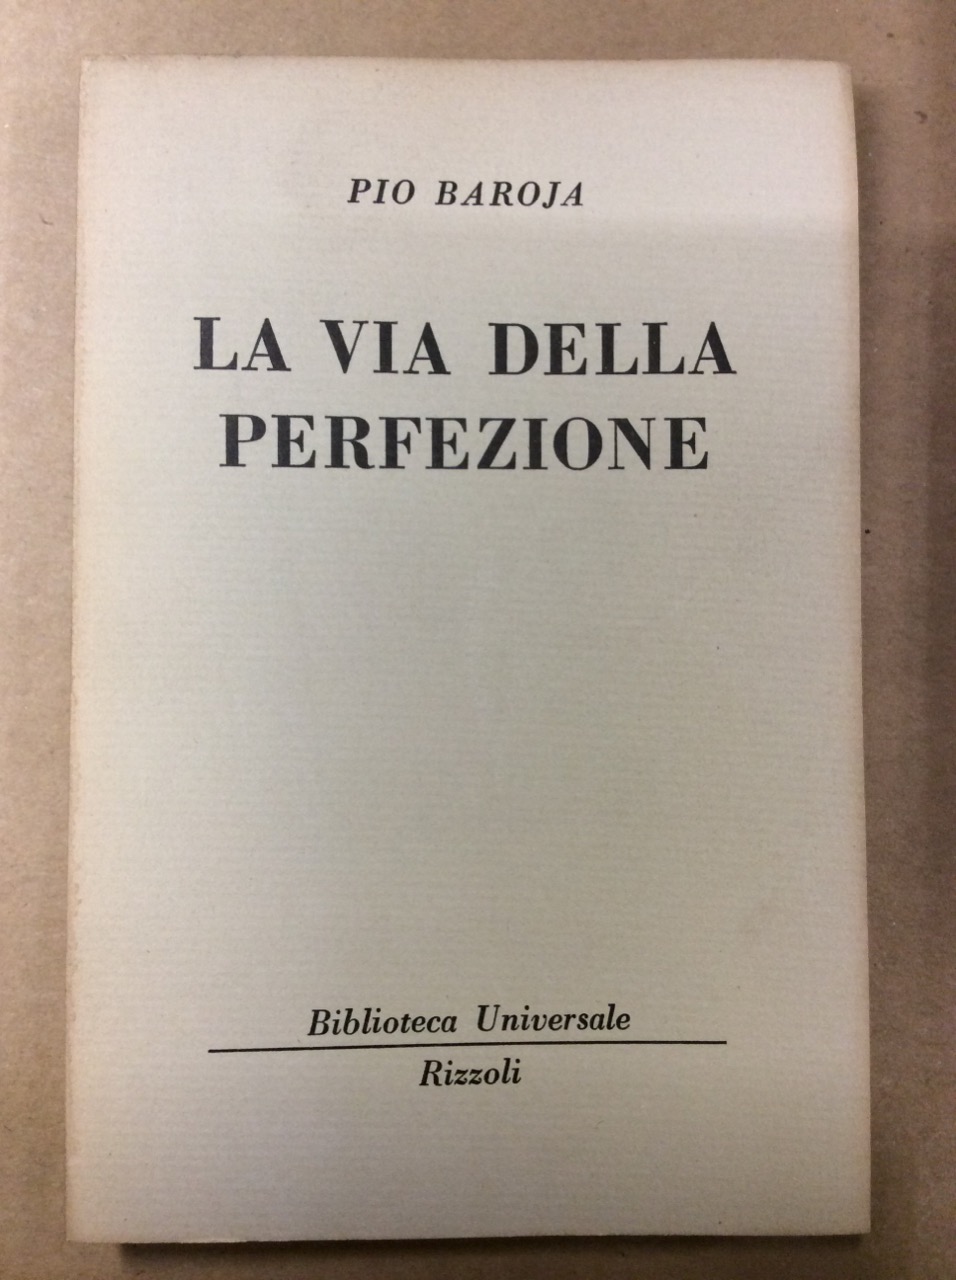 PIO BAROJA
LA VIA DELLA
PERFEZIONE
Biblioteca Universale
Rizzoli